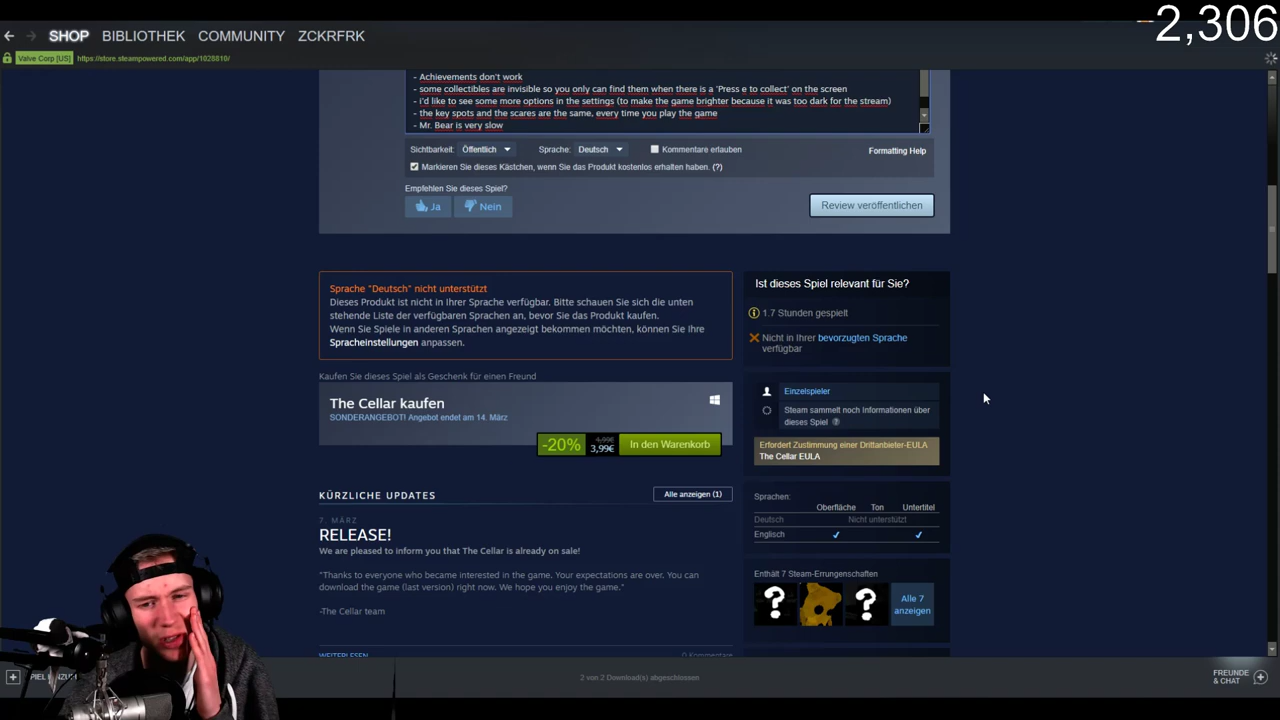 2,306
SHOP BIBLIOTHEK COMMUNITY ZCKRFRK
Valve Corp [US] https://store.steampowered.com/app/1028810/
- Achievements don't work
- some collectibles are invisible so you only can find them when there is a 'Press e to collect' on the screen
- i'd like to see some more options in the settings (to make the game brighter because it was too dark for the stream)
- the key spots and the scares are the same, every time you play the game
- Mr. Bear is very slow
Sichtbarkeit: Öffentlich Sprache: Deutsch Kommentare erlauben Formatting Help
Markieren Sie dieses Kästchen, wenn Sie das Produkt kostenlos erhalten haben. (?)
Empfehlen Sie dieses Spiel?
Ja Nein Review veröffentlichen
Sprache "Deutsch" nicht unterstützt
Dieses Produkt ist nicht in Ihrer Sprache verfügbar. Bitte schauen Sie sich die unten
stehende Liste der verfügbaren Sprachen an, bevor Sie das Produkt kaufen.
Wenn Sie Spiele in anderen Sprachen angezeigt bekommen möchten, können Sie Ihre
Spracheinstellungen anpassen.
Ist dieses Spiel relevant für Sie?
1.7 Stunden gespielt
Nicht in Ihrer bevorzugten Sprache
verfügbar
Kaufen Sie dieses Spiel als Geschenk für einen Freund
The Cellar kaufen
SONDERANGEBOT! Angebot endet am 14. März
-20% 4,99€ 3,99€ In den Warenkorb
Einzelspieler
Steam sammelt noch Informationen über
dieses Spiel ?
Erfordert Zustimmung einer Drittanbieter-EULA
The Cellar EULA
KÜRZLICHE UPDATES Alle anzeigen (1)
7. MÄRZ
RELEASE!
We are pleased to inform you that The Cellar is already on sale!
"Thanks to everyone who became interested in the game. Your expectations are over. You can
download the game (last version) right now. We hope you enjoy the game."
-The Cellar team
WEITERLESEN 0 Kommentare
Sprachen:
Oberfläche Ton Untertitel
Deutsch Nicht unterstützt
Englisch
Enthält 7 Steam-Errungenschaften
Alle 7
anzeigen
2 von 2 Download(s) abgeschlossen
FREUNDE
& CHAT